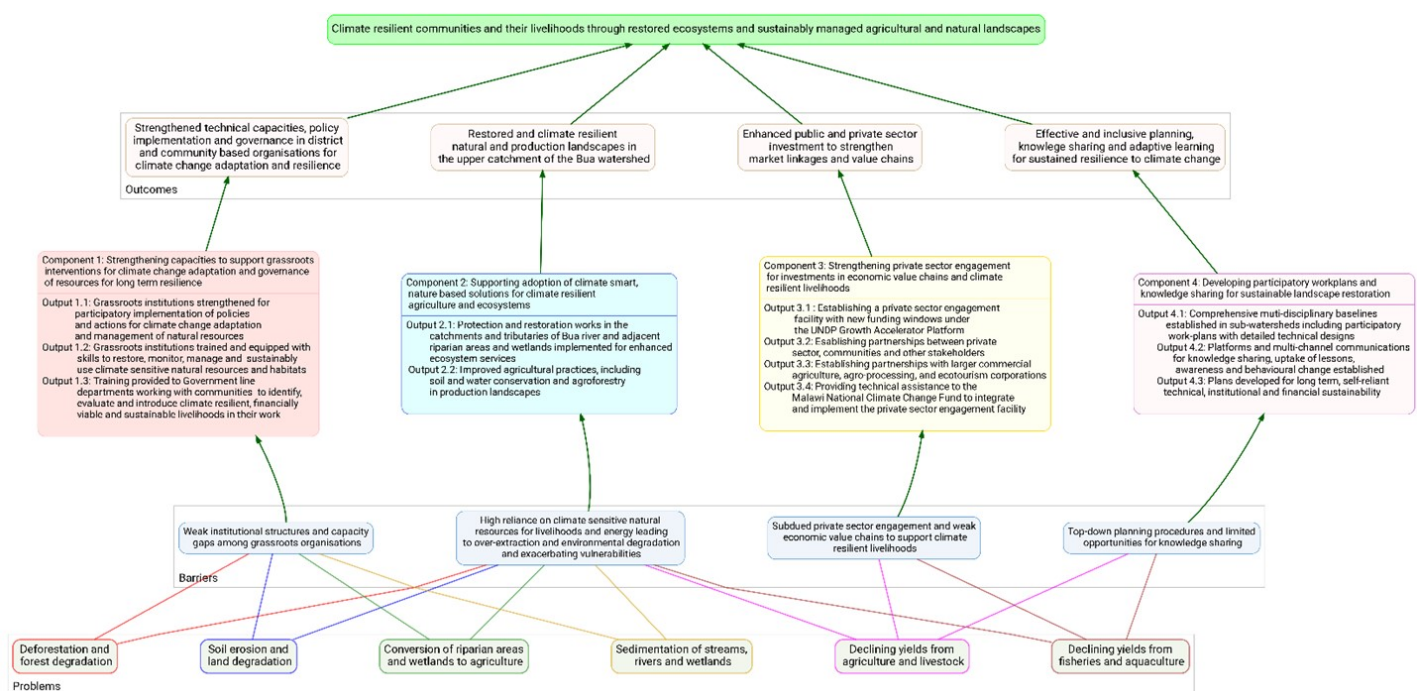 Climate resilient communities and their livelihoods through restored ecosystems and sustainably managed agricultural and natural landscapes
Strengthened technical capacities, policy
implementation and governance in district
and community based organisations for
climate change adaptation and resilience
Restored and climate resilient
natural and production landscapes in
the upper catchment of the Bua watershed
Enhanced public and private sector
investment to strengthen
market linkages and value chains
Effective and inclusive planning,
knowlege sharing and adaptive learning
for sustained resilience to climate change
Outcomes
Component 1: Strengthening capacities to support grassroots
interventions for climate change adaptation and governance
of resources for long term resilience
Output 1.1: Grassroots institutions strengthened for
participatory implementation of policies
and actions for climate change adaptation
and management of natural resources
Output 1.2: Grassroots institutions trained and equipped with
skills to restore, monitor, manage and sustainably
use climate sensitive natural resources and habitats
Output 1.3: Training provided to Government line
departments working with communities to identify,
evaluate and introduce climate resilient, financially
viable and sustainable livelihoods in their work
Component 2: Supporting adoption of climate smart,
nature based solutions for climate resilient
agriculture and ecosystems
Output 2.1: Protection and restoration works in the
catchments and tributaries of Bua river and adjacent
riparian areas and wetlands implemented for enhanced
ecosystem services
Output 2.2: Improved agricultural practices, including
soil and water conservation and agroforestry
in production landscapes
Component 3: Strengthening private sector engagement
for investments in economic value chains and climate
resilient livelihoods
Output 3.1 : Establishing a private sector engagement
facility with new funding windows under
the UNDP Growth Accelerator Platform
Output 3.2: Eablishing partnerships between private
sector, communities and other stakeholders
Output 3.3: Establishing partnerships with larger commercial
agriculture, agro-processing, and ecotourism corporations
Output 3.4: Providing technical assistance to the
Malawi National Climate Change Fund to integrate
and implement the private sector engagement facility
Component 4: Developing participatory workplans and
knowledge sharing for sustainable landscape restoration
Output 4.1: Comprehensive muti-disciplinary baselines
established in sub-watersheds including participatory
work-plans with detailed technical designs
Output 4.2: Platforms and multi-channel communications
for knowledge sharing, uptake of lessons,
awareness and behavioural change established
Output 4.3: Plans developed for long term, self-reliant
technical, institutional and financial sustainability
Weak institutional structures and capacity
gaps among grassroots organisations
High reliance on climate sensitive natural
resources for livelihoods and energy leading
to over-extraction and environmental degradation
and exacerbating vulnerabilities
Subdued private sector engagement and weak
economic value chains to support climate
resilient livelihoods
Top-down planning procedures and limited
opportunities for knowledge sharing
Barriers
Deforestation and
forest degradation
Soil erosion and
land degradation
Conversion of riparian areas
and wetlands to agriculture
Sedimentation of streams,
rivers and wetlands
Declining yields from
agriculture and livestock
Declining yields from
fisheries and aquaculture
Problems